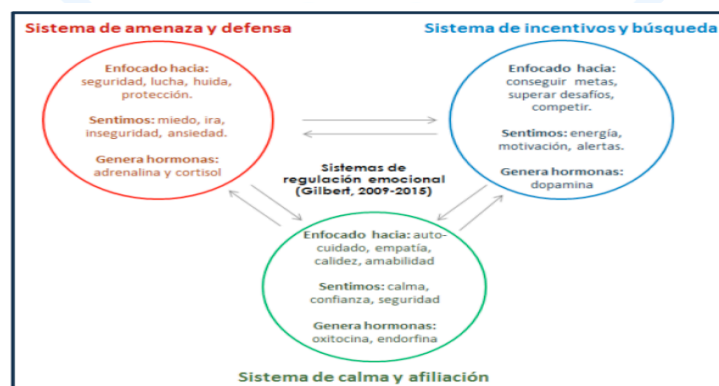 Sistema de amenaza y defensa
Enfocado hacia:
seguridad, lucha, huida,
protección.
Sentimos: miedo, ira,
inseguridad, ansiedad.
Genera hormonas:
adrenalina y cortisol
Sistema de incentivos y búsqueda
Enfocado hacia:
conseguir metas,
superar desafíos,
competir.
Sentimos: energía,
motivación, alertas.
Genera hormonas:
dopamina
Sistemas de
regulación emocional
(Gilbert, 2009-2015)
Enfocado hacia: auto-
cuidado, empatía,
calidez, amabilidad
Sentimos: calma,
confianza, seguridad
Genera hormonas:
oxitocina, endorfina
Sistema de calma y afiliación